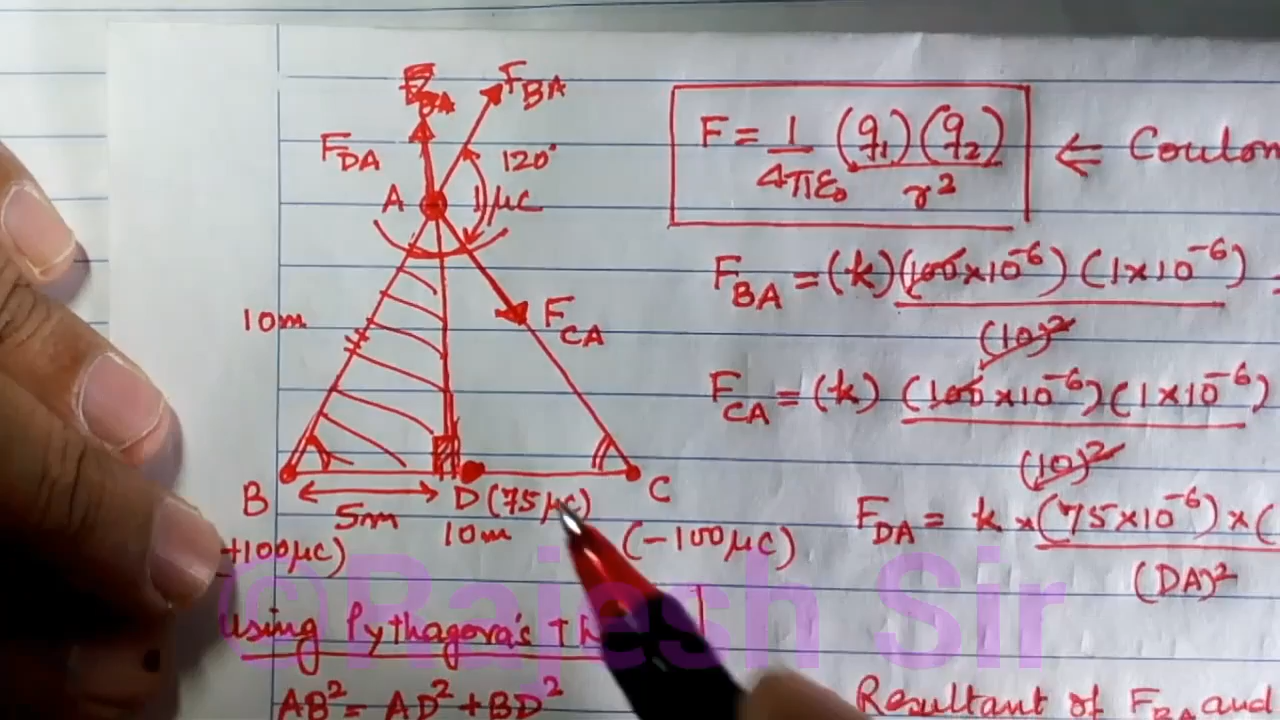 F_BA
F_DA
120°
A
1μC
F_CA
10m
B
5m
D (75μC)
10m
C
+100μC)
(-100μC)
F = 1/4πε₀ (q₁)(q₂)/r²
⇐ Coulom
F_BA = (k) (100×10⁻⁶) (1×10⁻⁶) / (10)² =
F_CA = (k) (100×10⁻⁶) (1×10⁻⁶) / (10)²
F_DA = k × (75×10⁻⁶) × ( / (DA)²
©Rajesh Sir
Using Pythagora's
AB² = AD² + BD²
Resultant of F_BA and